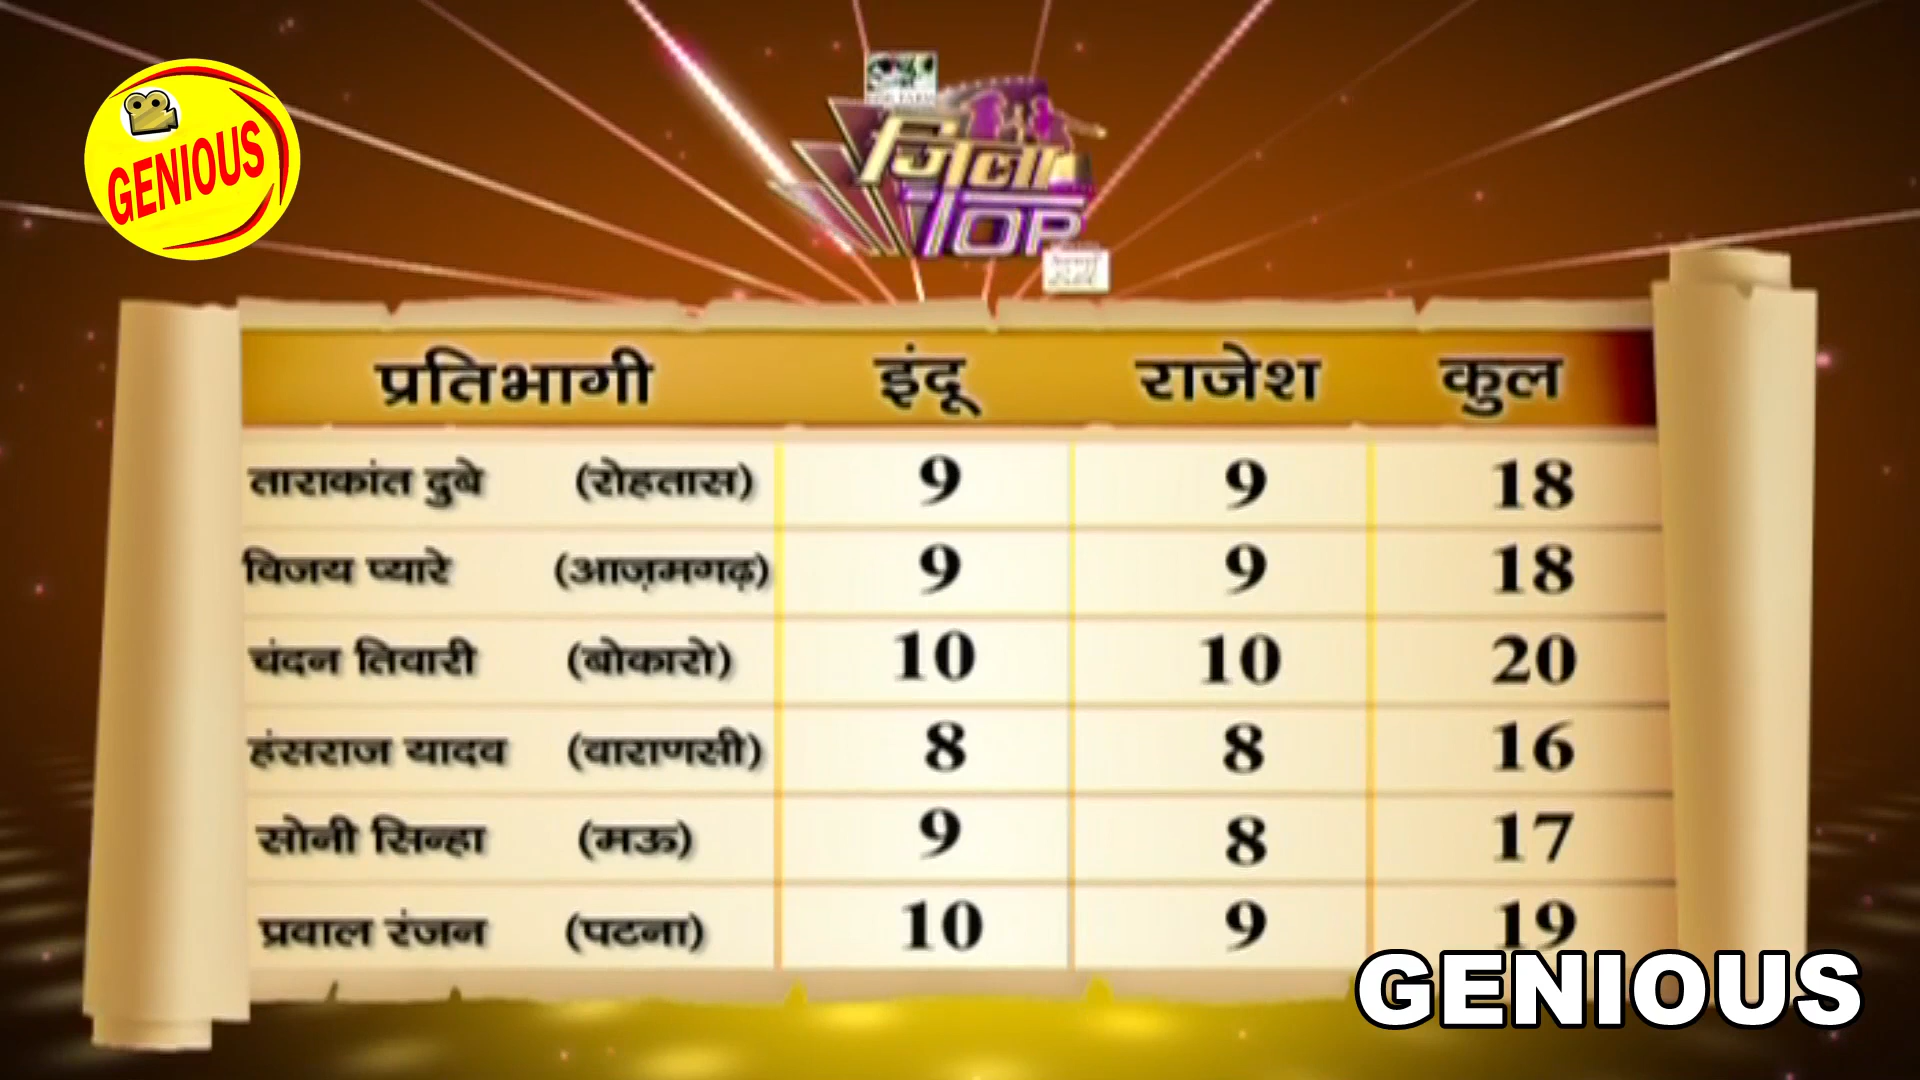 GENIOUS
जिला
TOP
प्रतिभागी इंदू राजेश कुल
ताराकांत दुबे (रोहतास) 9 9 18
विजय प्यारे (आज़मगढ़) 9 9 18
चंदन तिवारी (बोकारो) 10 10 20
हंसराज यादव (वाराणसी) 8 8 16
सोनी सिन्हा (मऊ) 9 8 17
प्रवाल रंजन (पटना) 10 9 19
GENIOUS